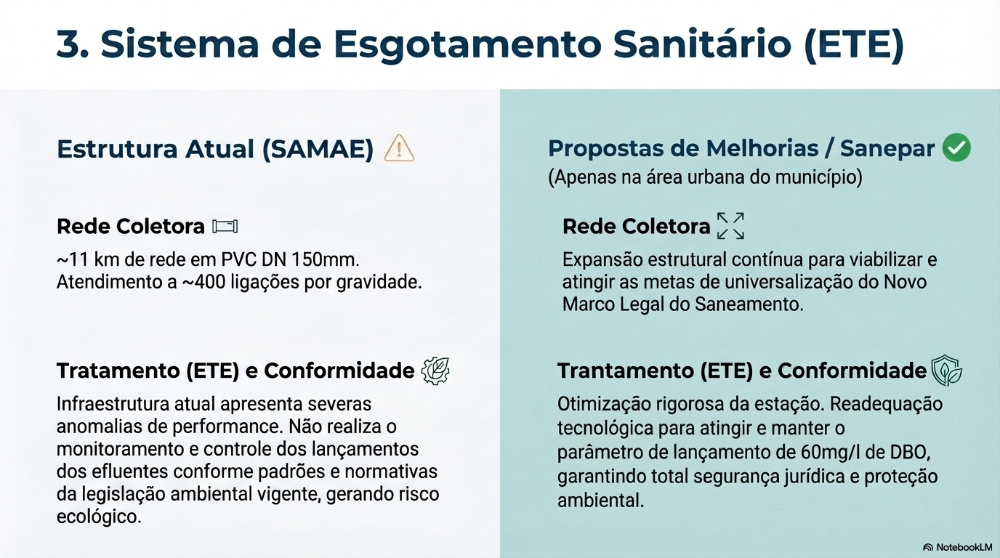 3. Sistema de Esgotamento Sanitário (ETE)
Estrutura Atual (SAMAE)
Rede Coletora
~11 km de rede em PVC DN 150mm.
Atendimento a ~400 ligações por gravidade.
Tratamento (ETE) e Conformidade
Infraestrutura atual apresenta severas
anomalias de performance. Não realiza o
monitoramento e controle dos lançamentos
dos efluentes conforme padrões e normativas
da legislação ambiental vigente, gerando risco
ecológico.
Propostas de Melhorias / Sanepar
(Apenas na área urbana do município)
Rede Coletora
Expansão estrutural contínua para viabilizar e
atingir as metas de universalização do Novo
Marco Legal do Saneamento.
Trantamento (ETE) e Conformidade
Otimização rigorosa da estação. Readequação
tecnológica para atingir e manter o
parâmetro de lançamento de 60mg/l de DBO,
garantindo total segurança jurídica e proteção
ambiental.
NotebookLM